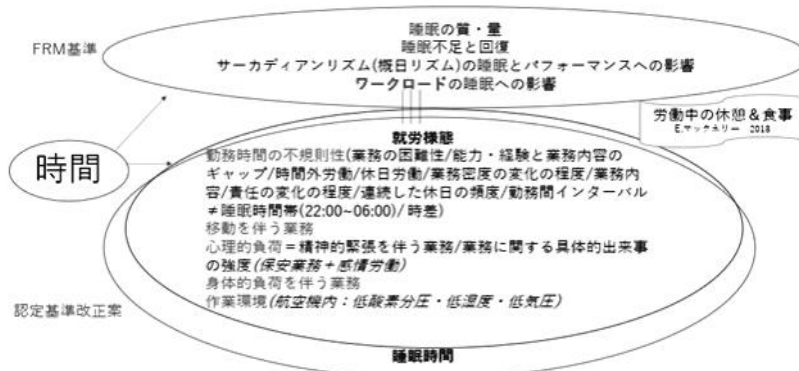 FRM基準
睡眠の質・量
睡眠不足と回復
サーカディアンリズム(概日リズム)の睡眠とパフォーマンスへの影響
ワークロードの睡眠への影響
労働中の休憩＆食事
E.マックネリー 2018
時間
就労様態
勤務時間の不規則性(業務の困難性/能力・経験と業務内容の
ギャップ/時間外労働/休日労働/業務密度の変化の程度/業務内
容/責任の変化の程度/連続した休日の頻度/勤務間インターバル
≠睡眠時間帯(22:00~06:00)/時差)
移動を伴う業務
心理的負荷＝精神的緊張を伴う業務/業務に関する具体的出来事
の強度(保安業務＋感情労働)
身体的負荷を伴う業務
作業環境(航空機内：低酸素分圧・低湿度・低気圧)
認定基準改正案
睡眠時間